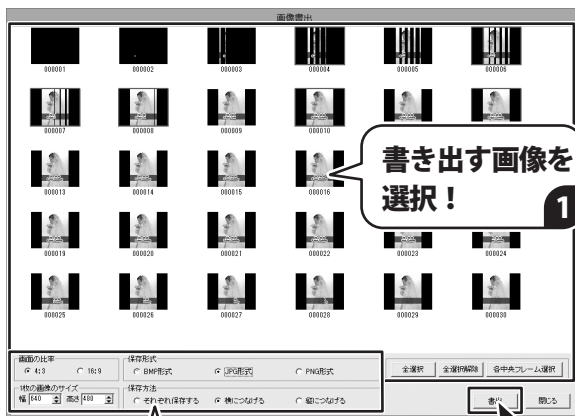 画像書出
000001 000002 000003 000004 000005 000006
000007 000008 000009 000010
書き出す画像を
選択！
1
000013 000014 000015 000016
000019 000020 000021 000022 000023 000024
000025 000026 000027 000028 000029 000030
画面の比率
4:3 16:9
保存形式
BMP形式 JPG形式 PNG形式
全選択 全選択解除 各中央フレーム選択
1枚の画像のサイズ
幅 640 高さ 480
保存方法
それぞれ保存する 横につなげる 縦につなげる
書出 閉じる